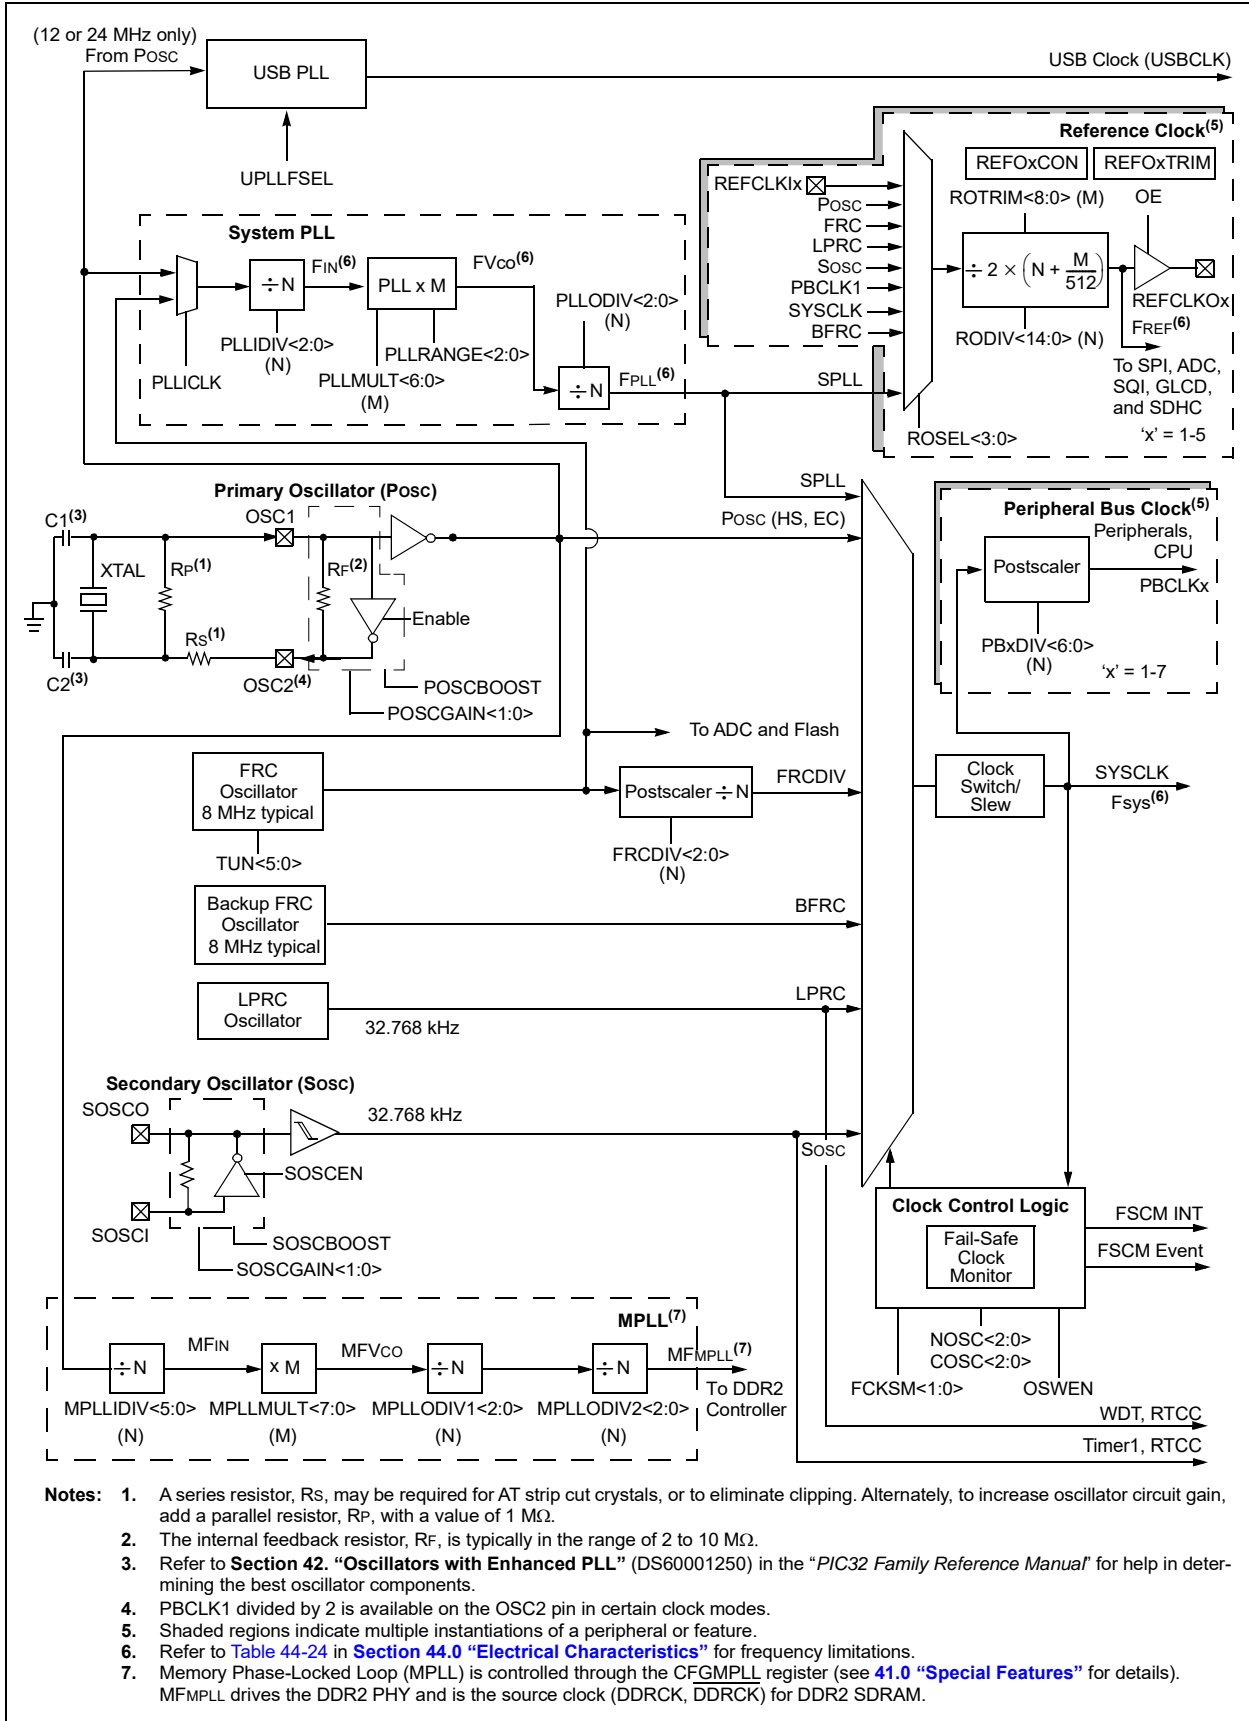 (12 or 24 MHz only)
From POSC
USB PLL
USB Clock (USBCLK)
UPLLFSEL
Reference Clock(5)
REFOxCON
REFOxTRIM
REFCLKIx
POSC
FRC
LPRC
SOSC
PBCLK1
SYSCLK
BFRC
ROTRIM<8:0> (M)
OE
÷ 2 × (N + M/512)
REFCLKOx
RODIV<14:0> (N)
FREF(6)
To SPI, ADC,
SQI, GLCD,
and SDHC
'x' = 1-5
SPLL
ROSEL<3:0>
System PLL
÷ N
FIN(6)
PLL x M
FVCO(6)
PLLODIV<2:0>
(N)
PLLIDIV<2:0>
(N)
PLLRANGE<2:0>
PLLICLK
PLLMULT<6:0>
(M)
÷ N
FPLL(6)
Primary Oscillator (POSC)
C1(3)
OSC1
XTAL
RP(1)
RF(2)
Enable
RS(1)
C2(3)
OSC2(4)
POSCBOOST
POSCGAIN<1:0>
SPLL
POSC (HS, EC)
Peripheral Bus Clock(5)
Peripherals,
CPU
Postscaler
PBCLKx
PBxDIV<6:0>
(N)
'x' = 1-7
To ADC and Flash
FRC
Oscillator
8 MHz typical
TUN<5:0>
Postscaler ÷ N
FRCDIV
FRCDIV<2:0>
(N)
Clock
Switch/
Slew
SYSCLK
Fsys(6)
Backup FRC
Oscillator
8 MHz typical
BFRC
LPRC
Oscillator
32.768 kHz
LPRC
Secondary Oscillator (SOSC)
SOSCO
32.768 kHz
SOSC
SOSCEN
SOSCI
SOSCBOOST
SOSCGAIN<1:0>
Clock Control Logic
Fail-Safe
Clock
Monitor
FSCM INT
FSCM Event
NOSC<2:0>
COSC<2:0>
FCKSM<1:0>
OSWEN
WDT, RTCC
Timer1, RTCC
MPLL(7)
÷ N
MFIN
x M
MFVCO
÷ N
÷ N
MFMPLL(7)
To DDR2
Controller
MPLLIDIV<5:0>
(N)
MPLLMULT<7:0>
(M)
MPLLODIV1<2:0>
(N)
MPLLODIV2<2:0>
(N)
Notes: 1. A series resistor, RS, may be required for AT strip cut crystals, or to eliminate clipping. Alternately, to increase oscillator circuit gain,
add a parallel resistor, RP, with a value of 1 MΩ.
2. The internal feedback resistor, RF, is typically in the range of 2 to 10 MΩ.
3. Refer to Section 42. "Oscillators with Enhanced PLL" (DS60001250) in the "PIC32 Family Reference Manual" for help in deter-
mining the best oscillator components.
4. PBCLK1 divided by 2 is available on the OSC2 pin in certain clock modes.
5. Shaded regions indicate multiple instantiations of a peripheral or feature.
6. Refer to Table 44-24 in Section 44.0 "Electrical Characteristics" for frequency limitations.
7. Memory Phase-Locked Loop (MPLL) is controlled through the CFGMPLL register (see 41.0 "Special Features" for details).
MFMPLL drives the DDR2 PHY and is the source clock (DDRCK, D̅D̅R̅C̅K̅) for DDR2 SDRAM.